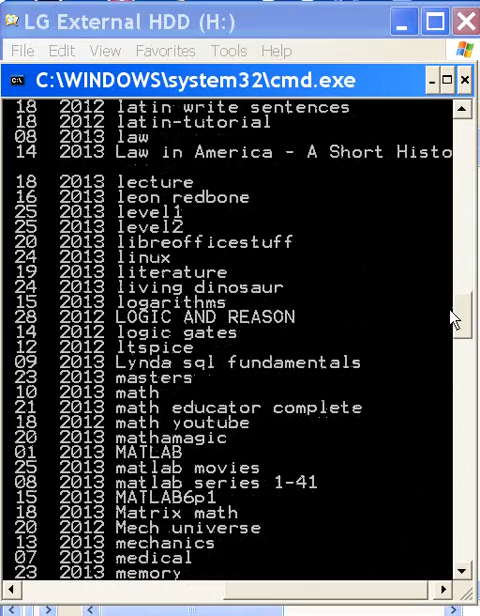 LG External HDD (H:)
File Edit View Favorites Tools Help
C:\WINDOWS\system32\cmd.exe
18 2012 latin write sentences
18 2012 latin-tutorial
08 2013 law
14 2013 Law in America - A Short Histo
18 2013 lecture
16 2013 leon redbone
25 2013 level1
25 2013 level2
20 2013 libreofficestuff
24 2013 linux
19 2013 literature
24 2013 living dinosaur
15 2013 logarithms
28 2012 LOGIC AND REASON
14 2013 logic gates
12 2013 ltspice
09 2013 Lynda sql fundamentals
23 2013 masters
10 2013 math
21 2013 math educator complete
18 2012 math youtube
20 2013 mathamagic
01 2013 MATLAB
25 2013 matlab movies
08 2013 matlab series 1-41
15 2013 MATLAB6p1
18 2013 Matrix math
20 2012 Mech universe
13 2013 mechanics
07 2013 medical
23 2013 memory